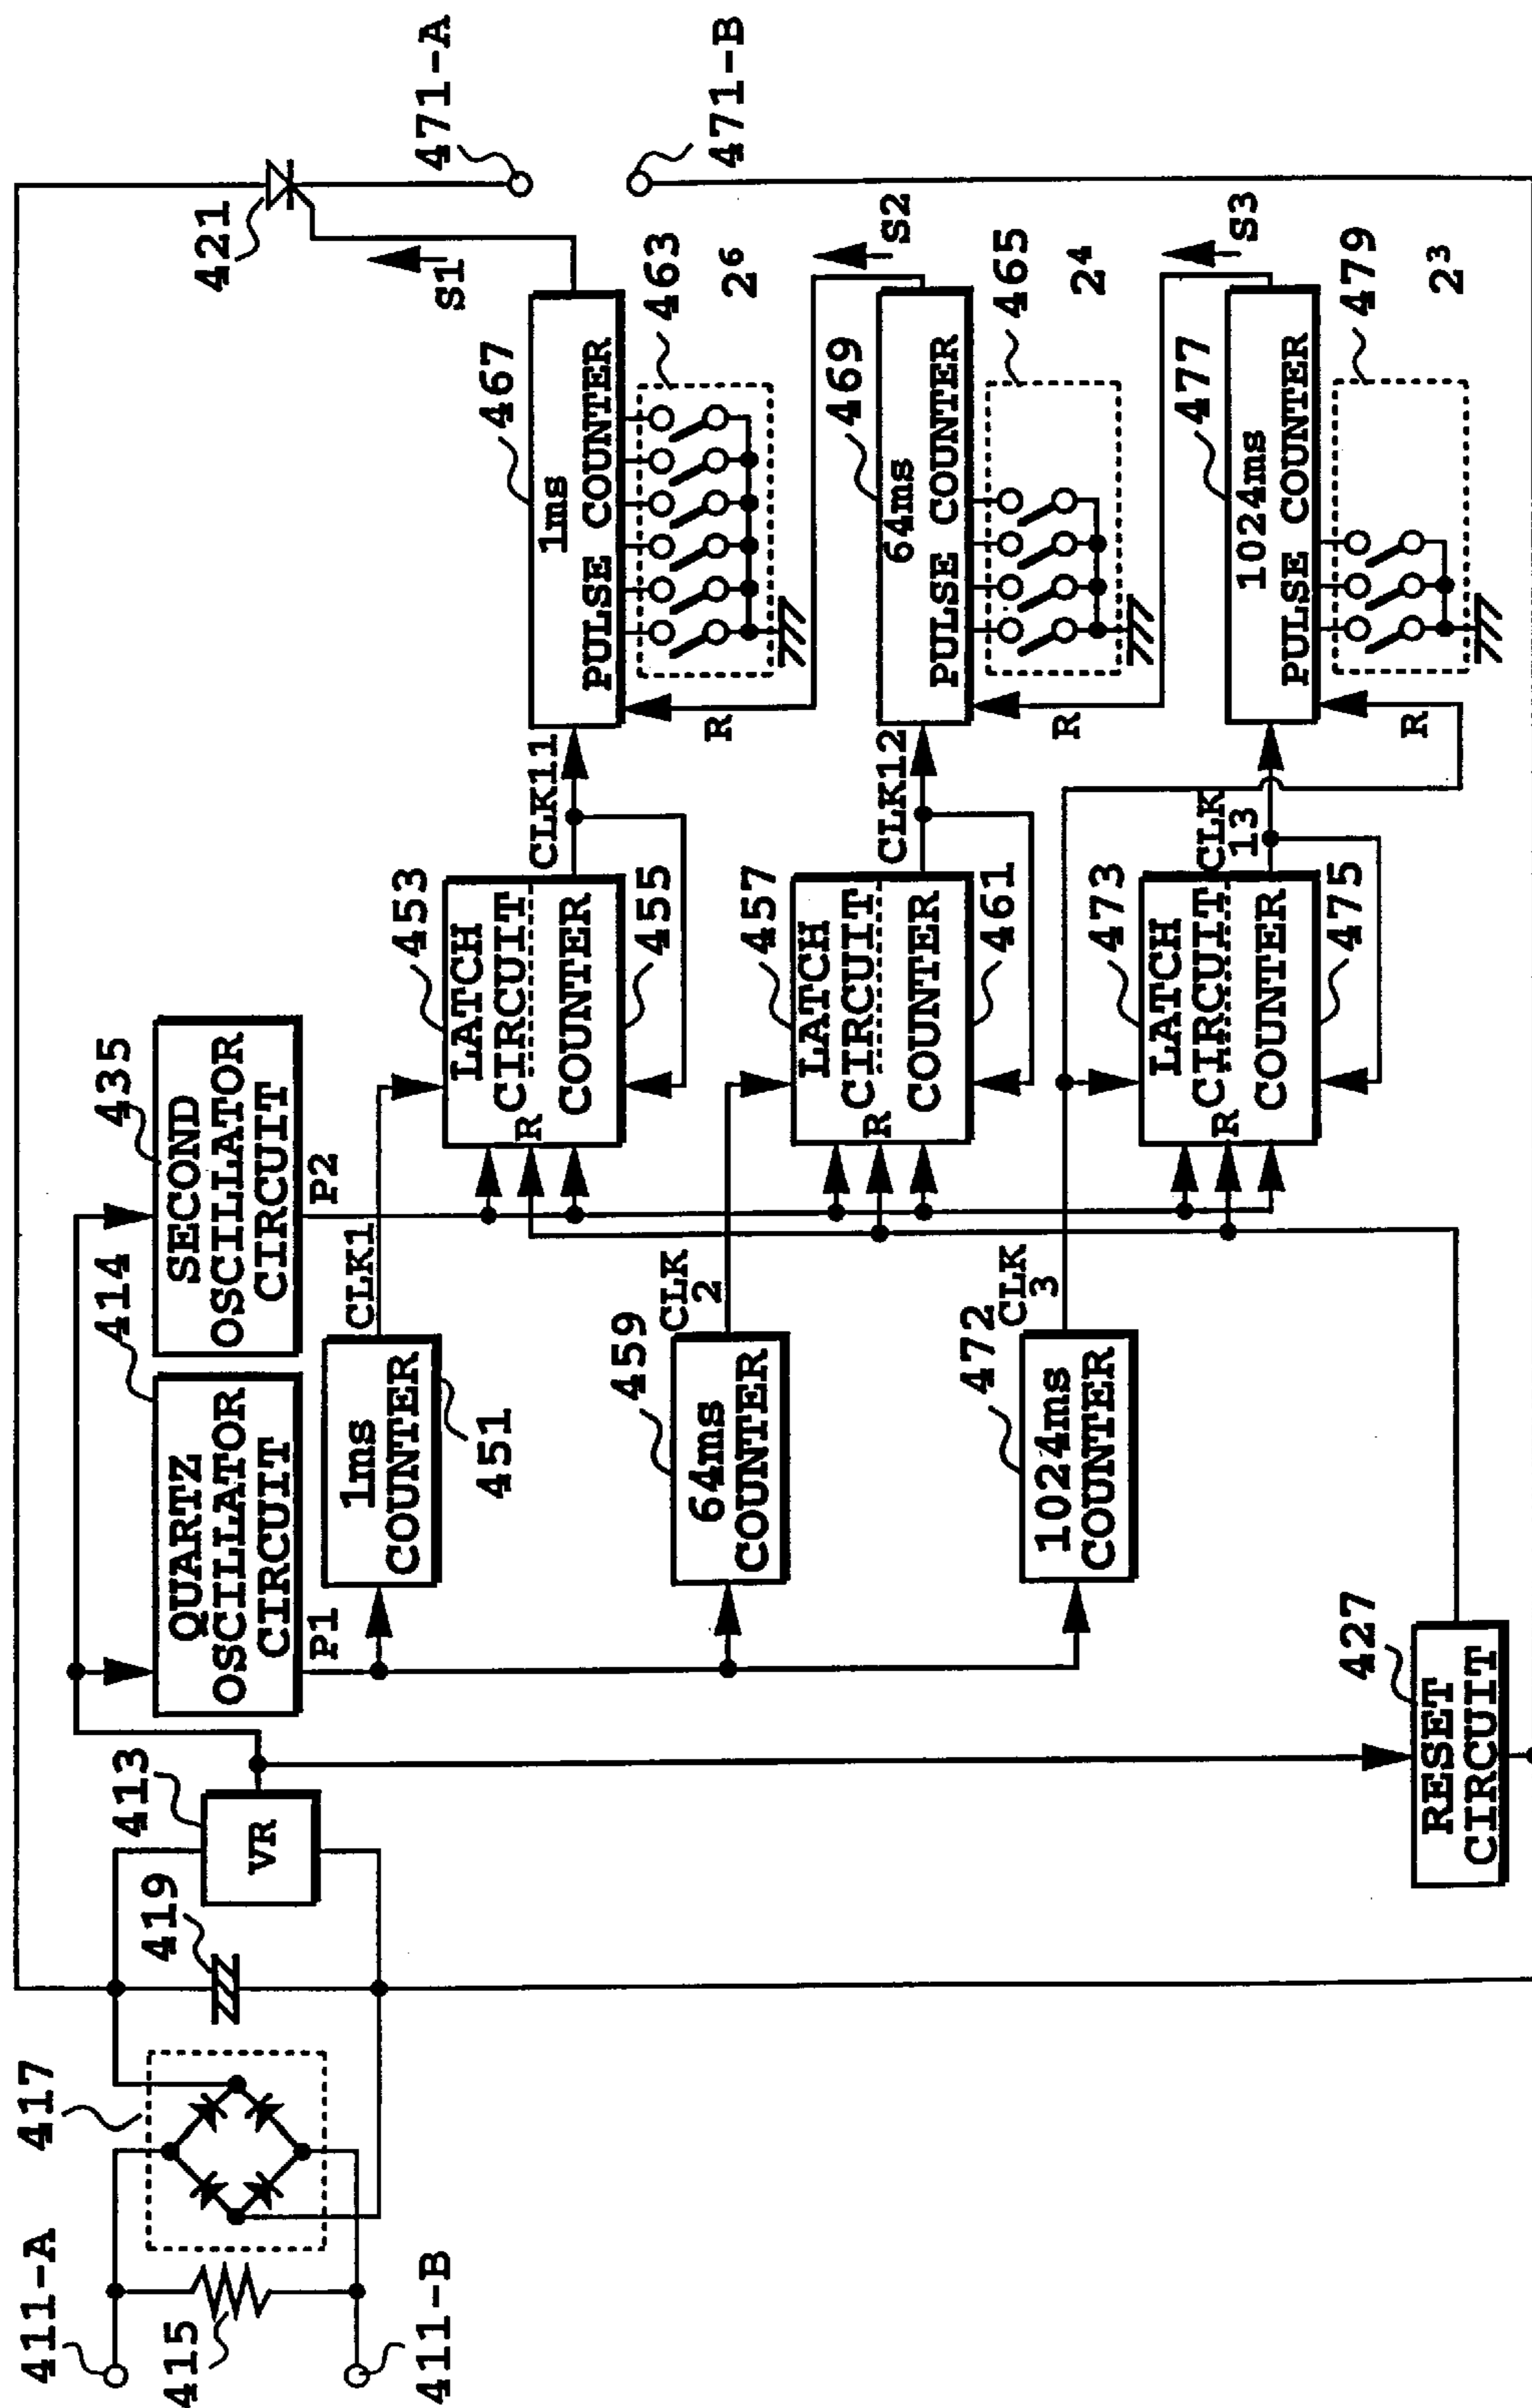 411-A
411-B
415
417
419
413
VR
414
QUARTZ
OSCILLATOR
CIRCUIT
P1
435
SECOND
OSCILLATOR
CIRCUIT
P2
1ms
COUNTER
451
CLK1
453
LATCH
CIRCUIT
R
COUNTER
455
CLK11
467
1ms
PULSE COUNTER
R
463
2⁶
S1
421
471-A
471-B
459
64ms
COUNTER
CLK
2
457
LATCH
CIRCUIT
R
COUNTER
461
CLK12
469
64ms
PULSE COUNTER
R
465
2⁴
S2
472
1024ms
COUNTER
CLK
3
473
LATCH
CIRCUIT
R
COUNTER
475
CLK
13
477
1024ms
PULSE COUNTER
R
479
2³
S3
427
RESET
CIRCUIT